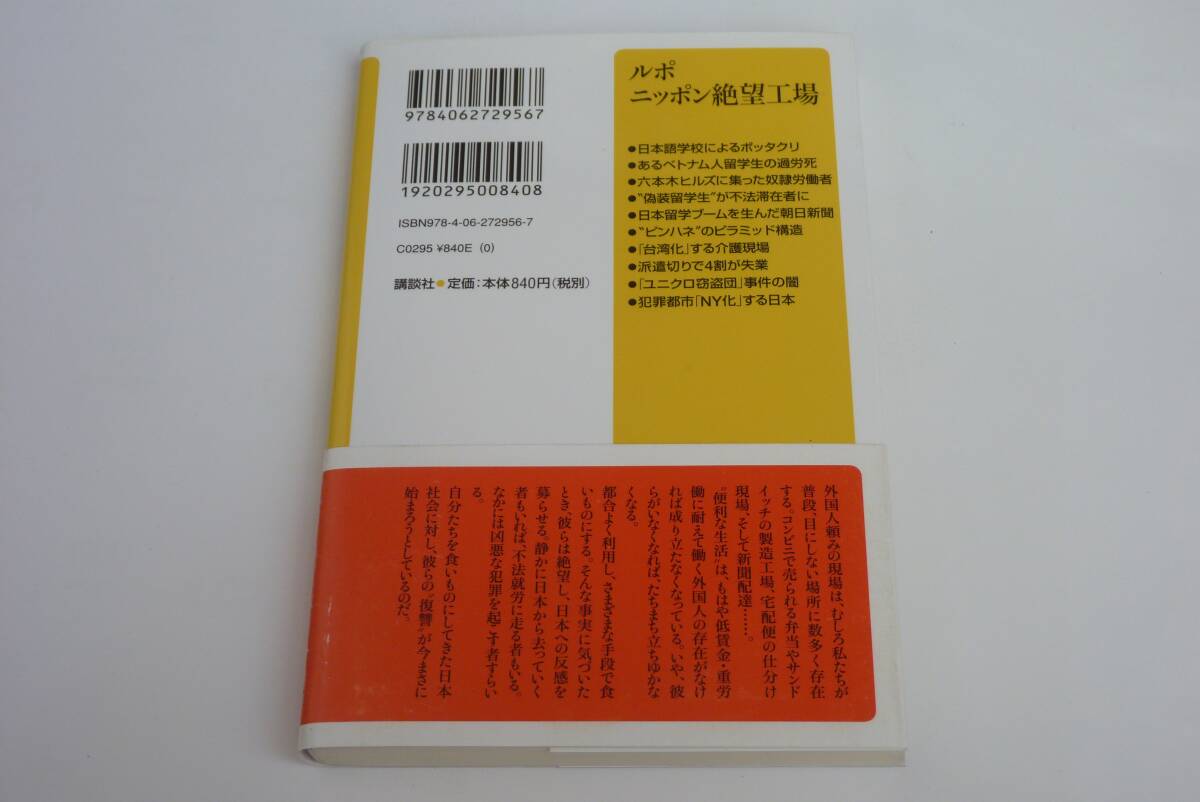 9784062729567
1920295008408
ISBN978-4-06-272956-7
C0295 ¥840E (0)
講談社●定価：本体840円（税別）
ルポ
ニッポン絶望工場
●日本語学校によるボッタクリ
●あるベトナム人留学生の過労死
●六本木ヒルズに集った奴隷労働者
●“偽装留学生”が不法滞在者に
●日本留学ブームを生んだ朝日新聞
●“ピンハネ”のピラミッド構造
●「台湾化」する介護現場
●派遣切りで4割が失業
●「ユニクロ窃盗団」事件の闇
●犯罪都市「NY化」する日本
外国人頼みの現場は、むしろ私たちが
普段、目にしない場所に数多く存在
する。コンビニで売られる弁当やサンド
イッチの製造工場、宅配便の仕分け
現場、そして新聞配達……。
“便利な生活”は、もはや低賃金・重労
働に耐えて働く外国人の存在がなけ
れば成り立たなくなっている。いや、彼
らがいなくなれば、たちまち立ちゆかな
くなる。
都合よく利用し、さまざまな手段で食
いものにする。そんな事実に気づいた
とき、彼らは絶望し、日本への反感を
募らせる。静かに日本から去っていく
者もいれば、不法就労に走る者もいる。
なかには凶悪な犯罪を起こす者すらい
る。
自分たちを食いものにしてきた日本
社会に対し、彼らの“復讐”が今まさに
始まろうとしているのだ。